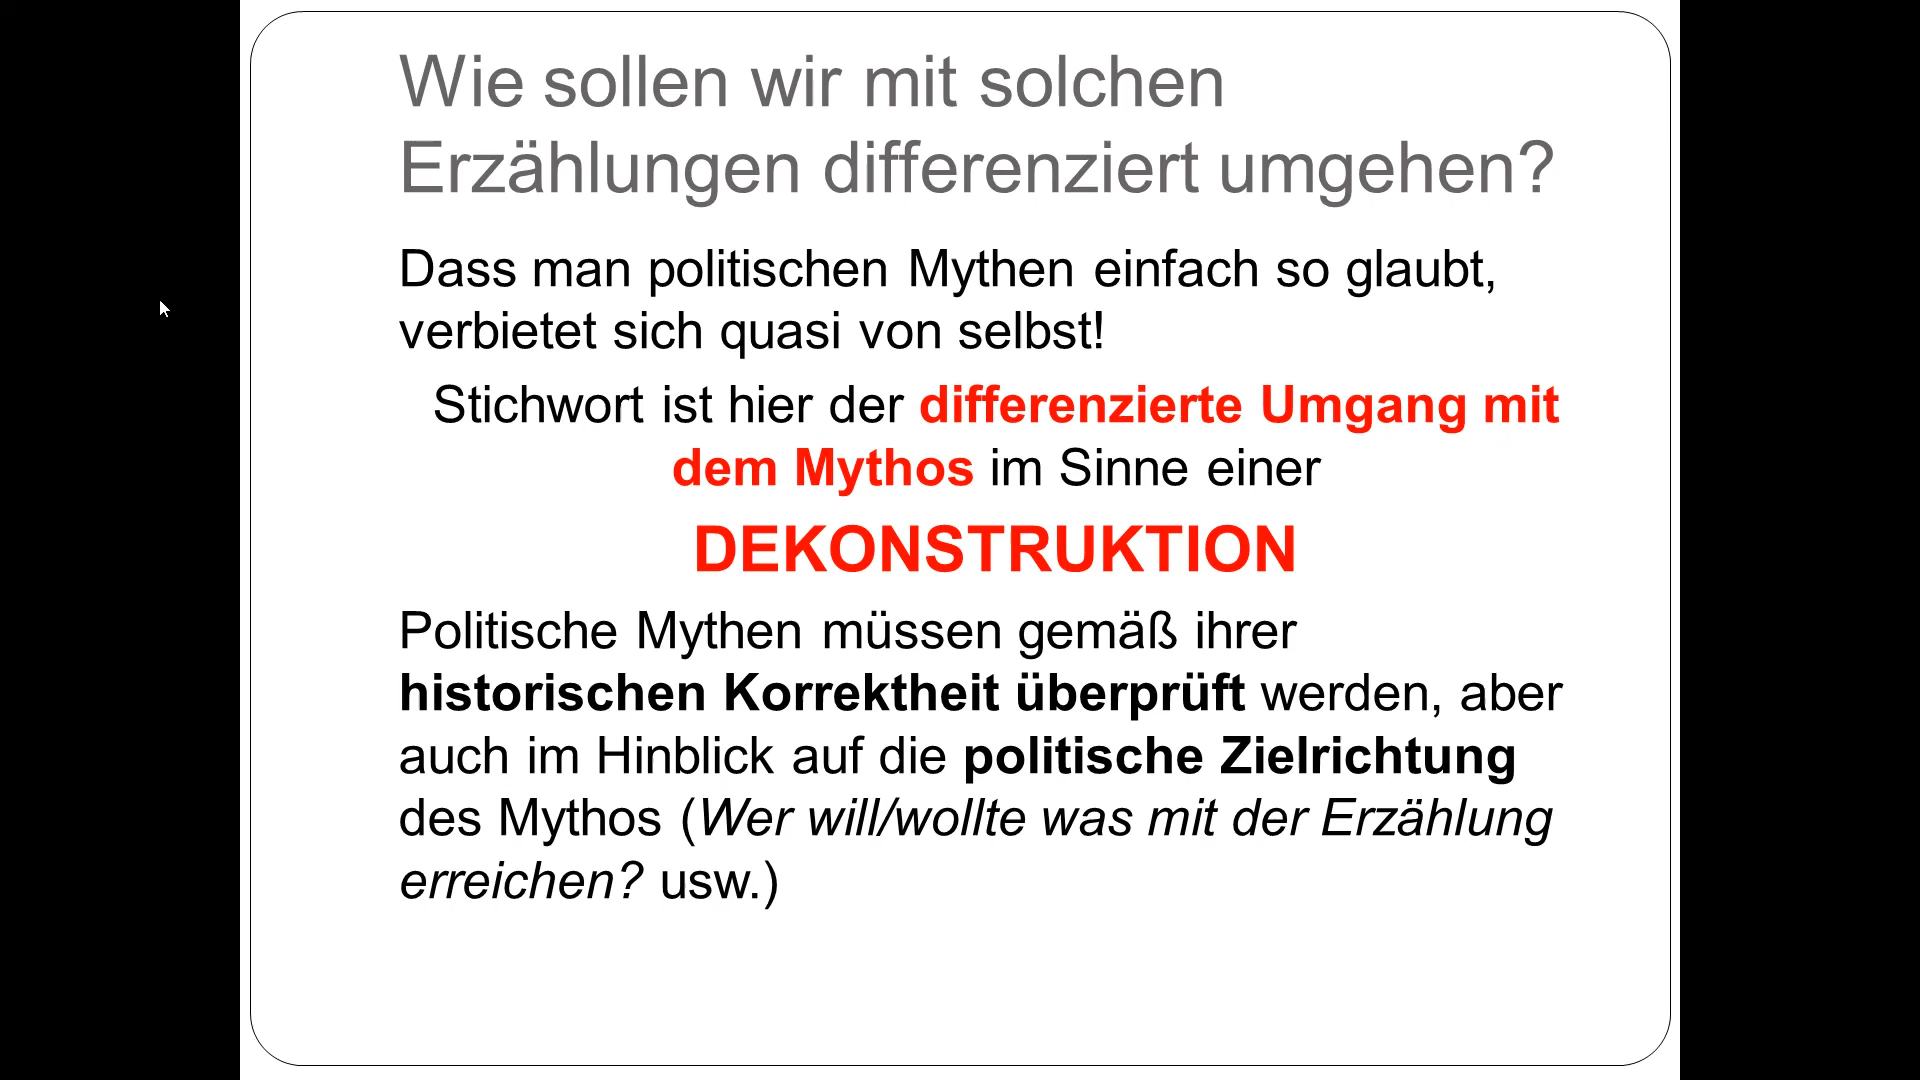 Wie sollen wir mit solchen
Erzählungen differenziert umgehen?
Dass man politischen Mythen einfach so glaubt,
verbietet sich quasi von selbst!
Stichwort ist hier der differenzierte Umgang mit
dem Mythos im Sinne einer
DEKONSTRUKTION
Politische Mythen müssen gemäß ihrer
historischen Korrektheit überprüft werden, aber
auch im Hinblick auf die politische Zielrichtung
des Mythos (Wer will/wollte was mit der Erzählung
erreichen? usw.)